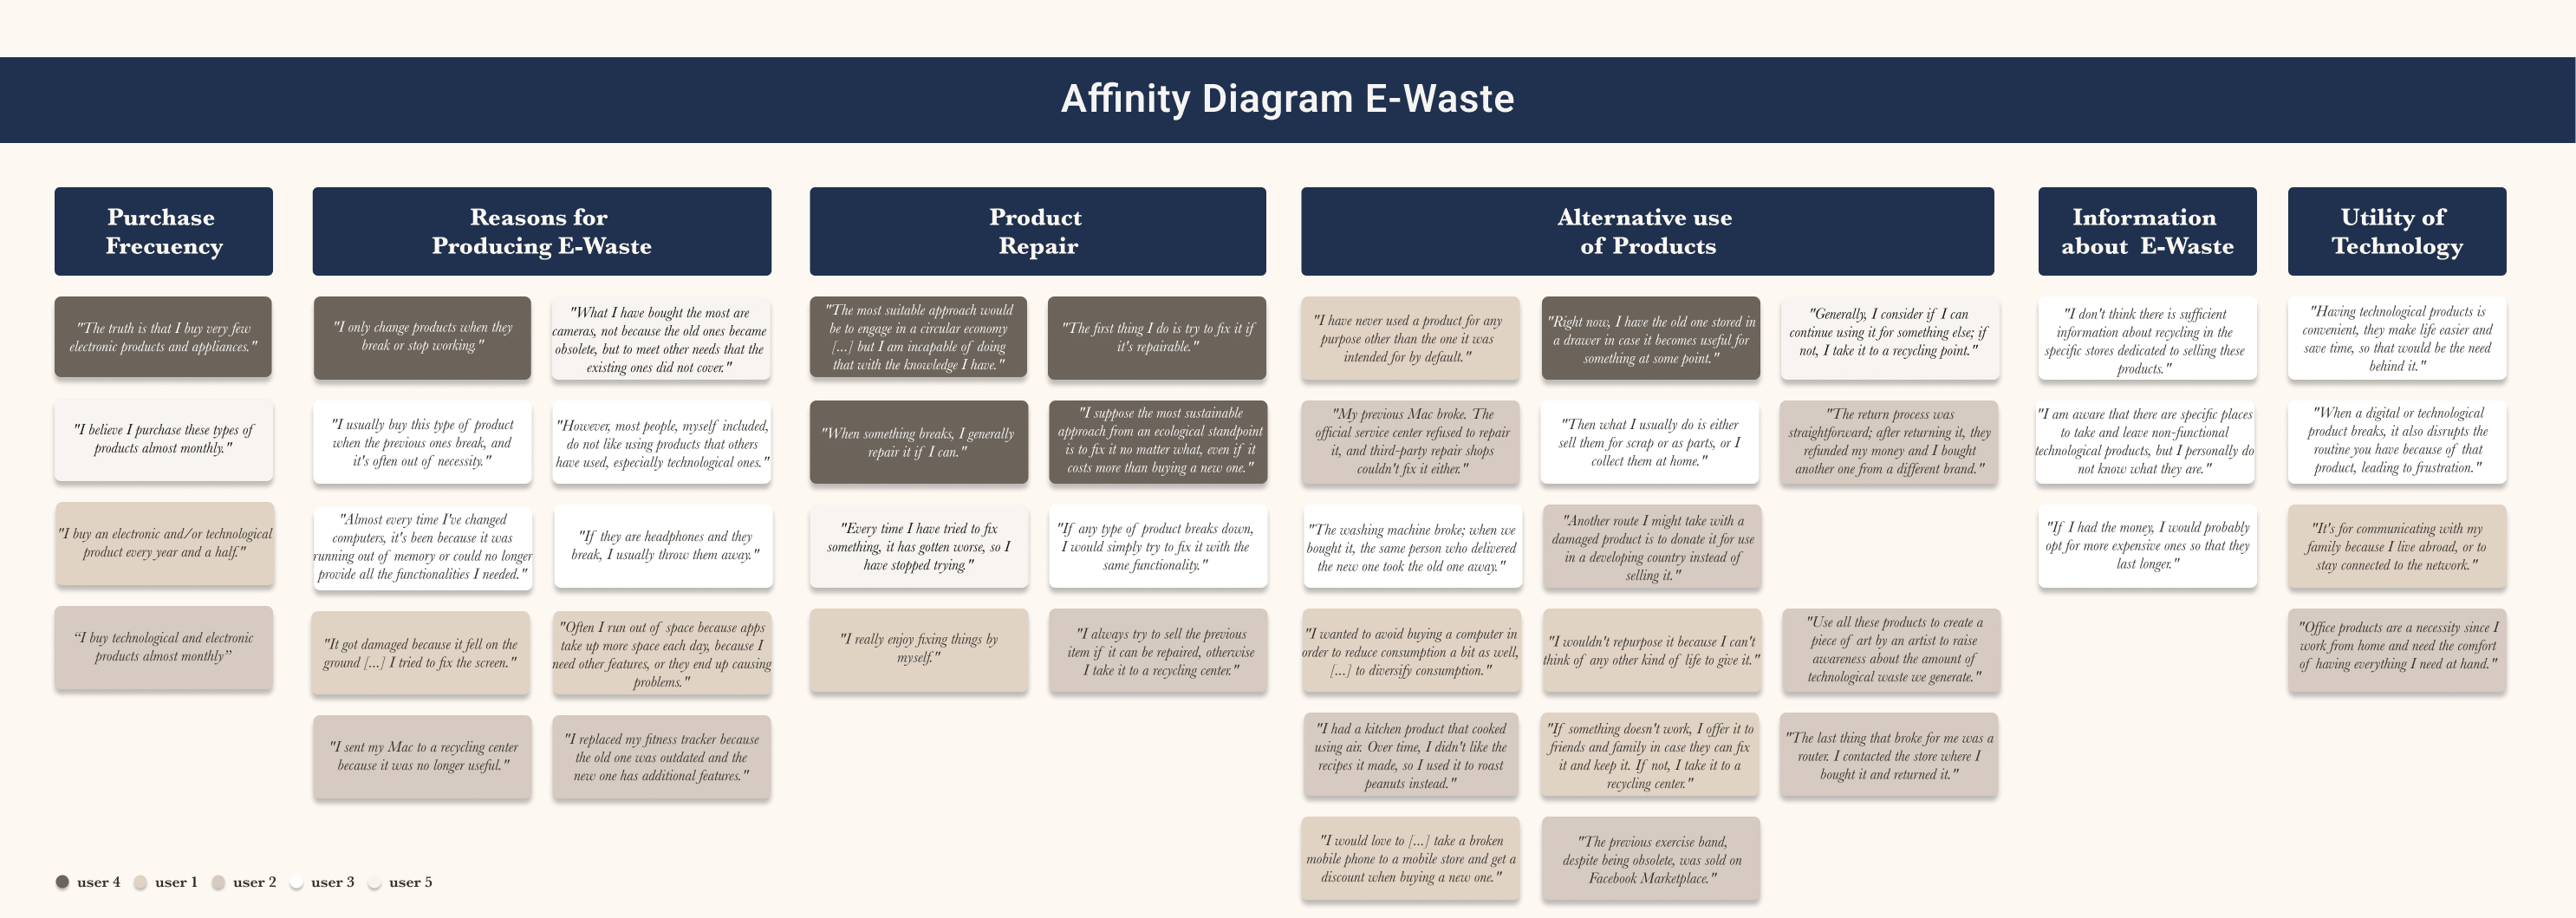 Affinity Diagram E-Waste
Purchase
Frecuency
"The truth is that I buy very few
electronic products and appliances."
"I believe I purchase these types of
products almost monthly."
"I buy an electronic and/or technological
product every year and a half."
“I buy technological and electronic
products almost monthly”
Reasons for
Producing E-Waste
"I only change products when they
break or stop working."
"What I have bought the most are
cameras, not because the old ones became
obsolete, but to meet other needs that the
existing ones did not cover."
"I usually buy this type of product
when the previous ones break, and
it's often out of necessity."
"However, most people, myself included,
do not like using products that others
have used, especially technological ones."
"Almost every time I've changed
computers, it's been because it was
running out of memory or could no longer
provide all the functionalities I needed."
"If they are headphones and they
break, I usually throw them away."
"It got damaged because it fell on the
ground [...] I tried to fix the screen."
"Often I run out of space because apps
take up more space each day, because I
need other features, or they end up causing
problems."
"I sent my Mac to a recycling center
because it was no longer useful."
"I replaced my fitness tracker because
the old one was outdated and the
new one has additional features."
Product
Repair
"The most suitable approach would
be to engage in a circular economy
[...] but I am incapable of doing
that with the knowledge I have."
"The first thing I do is try to fix it if
it's repairable."
"When something breaks, I generally
repair it if I can."
"I suppose the most sustainable
approach from an ecological standpoint
is to fix it no matter what, even if it
costs more than buying a new one."
"Every time I have tried to fix
something, it has gotten worse, so I
have stopped trying."
"If any type of product breaks down,
I would simply try to fix it with the
same functionality."
"I really enjoy fixing things by
myself."
"I always try to sell the previous
item if it can be repaired, otherwise
I take it to a recycling center."
Alternative use
of Products
"I have never used a product for any
purpose other than the one it was
intended for by default."
"Right now, I have the old one stored in
a drawer in case it becomes useful for
something at some point."
"Generally, I consider if I can
continue using it for something else; if
not, I take it to a recycling point."
"My previous Mac broke. The
official service center refused to repair
it, and third-party repair shops
couldn't fix it either."
"Then what I usually do is either
sell them for scrap or as parts, or I
collect them at home."
"The return process was
straightforward; after returning it, they
refunded my money and I bought
another one from a different brand."
"The washing machine broke; when we
bought it, the same person who delivered
the new one took the old one away."
"Another route I might take with a
damaged product is to donate it for use
in a developing country instead of
selling it."
"I wanted to avoid buying a computer in
order to reduce consumption a bit as well,
[...] to diversify consumption."
"I wouldn't repurpose it because I can't
think of any other kind of life to give it."
"Use all these products to create a
piece of art by an artist to raise
awareness about the amount of
technological waste we generate."
"I had a kitchen product that cooked
using air. Over time, I didn't like the
recipes it made, so I used it to roast
peanuts instead."
"If something doesn't work, I offer it to
friends and family in case they can fix
it and keep it. If not, I take it to a
recycling center."
"The last thing that broke for me was a
router. I contacted the store where I
bought it and returned it."
"I would love to [...] take a broken
mobile phone to a mobile store and get a
discount when buying a new one."
"The previous exercise band,
despite being obsolete, was sold on
Facebook Marketplace."
Information
about E-Waste
"I don't think there is sufficient
information about recycling in the
specific stores dedicated to selling these
products."
"I am aware that there are specific places
to take and leave non-functional
technological products, but I personally do
not know what they are."
"If I had the money, I would probably
opt for more expensive ones so that they
last longer."
Utility of
Technology
"Having technological products is
convenient, they make life easier and
save time, so that would be the need
behind it."
"When a digital or technological
product breaks, it also disrupts the
routine you have because of that
product, leading to frustration."
"It's for communicating with my
family because I live abroad, or to
stay connected to the network."
"Office products are a necessity since I
work from home and need the comfort
of having everything I need at hand."
user 4
user 1
user 2
user 3
user 5